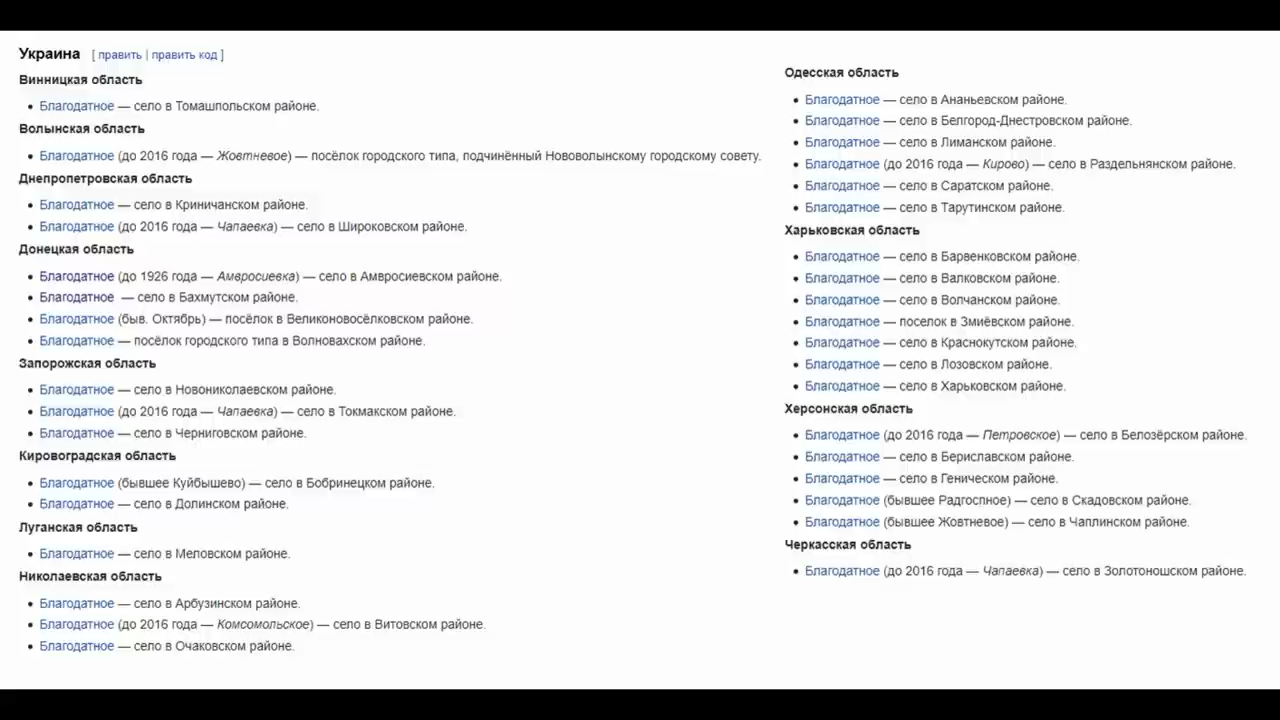 Украина [ править | править код ]
Винницкая область
• Благодатное — село в Томашпольском районе.
Волынская область
• Благодатное (до 2016 года — Жовтневое) — посёлок городского типа, подчинённый Нововолынскому городскому совету.
Днепропетровская область
• Благодатное — село в Криничанском районе.
• Благодатное (до 2016 года — Чапаевка) — село в Широковском районе.
Донецкая область
• Благодатное (до 1926 года — Амвросиевка) — село в Амвросиевском районе.
• Благодатное — село в Бахмутском районе.
• Благодатное (быв. Октябрь) — посёлок в Великоновосёлковском районе.
• Благодатное — посёлок городского типа в Волновахском районе.
Запорожская область
• Благодатное — село в Новониколаевском районе.
• Благодатное (до 2016 года — Чапаевка) — село в Токмакском районе.
• Благодатное — село в Черниговском районе.
Кировоградская область
• Благодатное (бывшее Куйбышево) — село в Бобринецком районе.
• Благодатное — село в Долинском районе.
Луганская область
• Благодатное — село в Меловском районе.
Николаевская область
• Благодатное — село в Арбузинском районе.
• Благодатное (до 2016 года — Комсомольское) — село в Витовском районе.
• Благодатное — село в Очаковском районе.
Одесская область
• Благодатное — село в Ананьевском районе.
• Благодатное — село в Белгород-Днестровском районе.
• Благодатное — село в Лиманском районе.
• Благодатное (до 2016 года — Кирово) — село в Раздельнянском районе.
• Благодатное — село в Саратском районе.
• Благодатное — село в Тарутинском районе.
Харьковская область
• Благодатное — село в Барвенковском районе.
• Благодатное — село в Валковском районе.
• Благодатное — село в Волчанском районе.
• Благодатное — поселок в Змиёвском районе.
• Благодатное — село в Краснокутском районе.
• Благодатное — село в Лозовском районе.
• Благодатное — село в Харьковском районе.
Херсонская область
• Благодатное (до 2016 года — Петровское) — село в Белозёрском районе.
• Благодатное — село в Бериславском районе.
• Благодатное — село в Геническом районе.
• Благодатное (бывшее Радгоспное) — село в Скадовском районе.
• Благодатное (бывшее Жовтневое) — село в Чаплинском районе.
Черкасская область
• Благодатное (до 2016 года — Чапаевка) — село в Золотоношском районе.